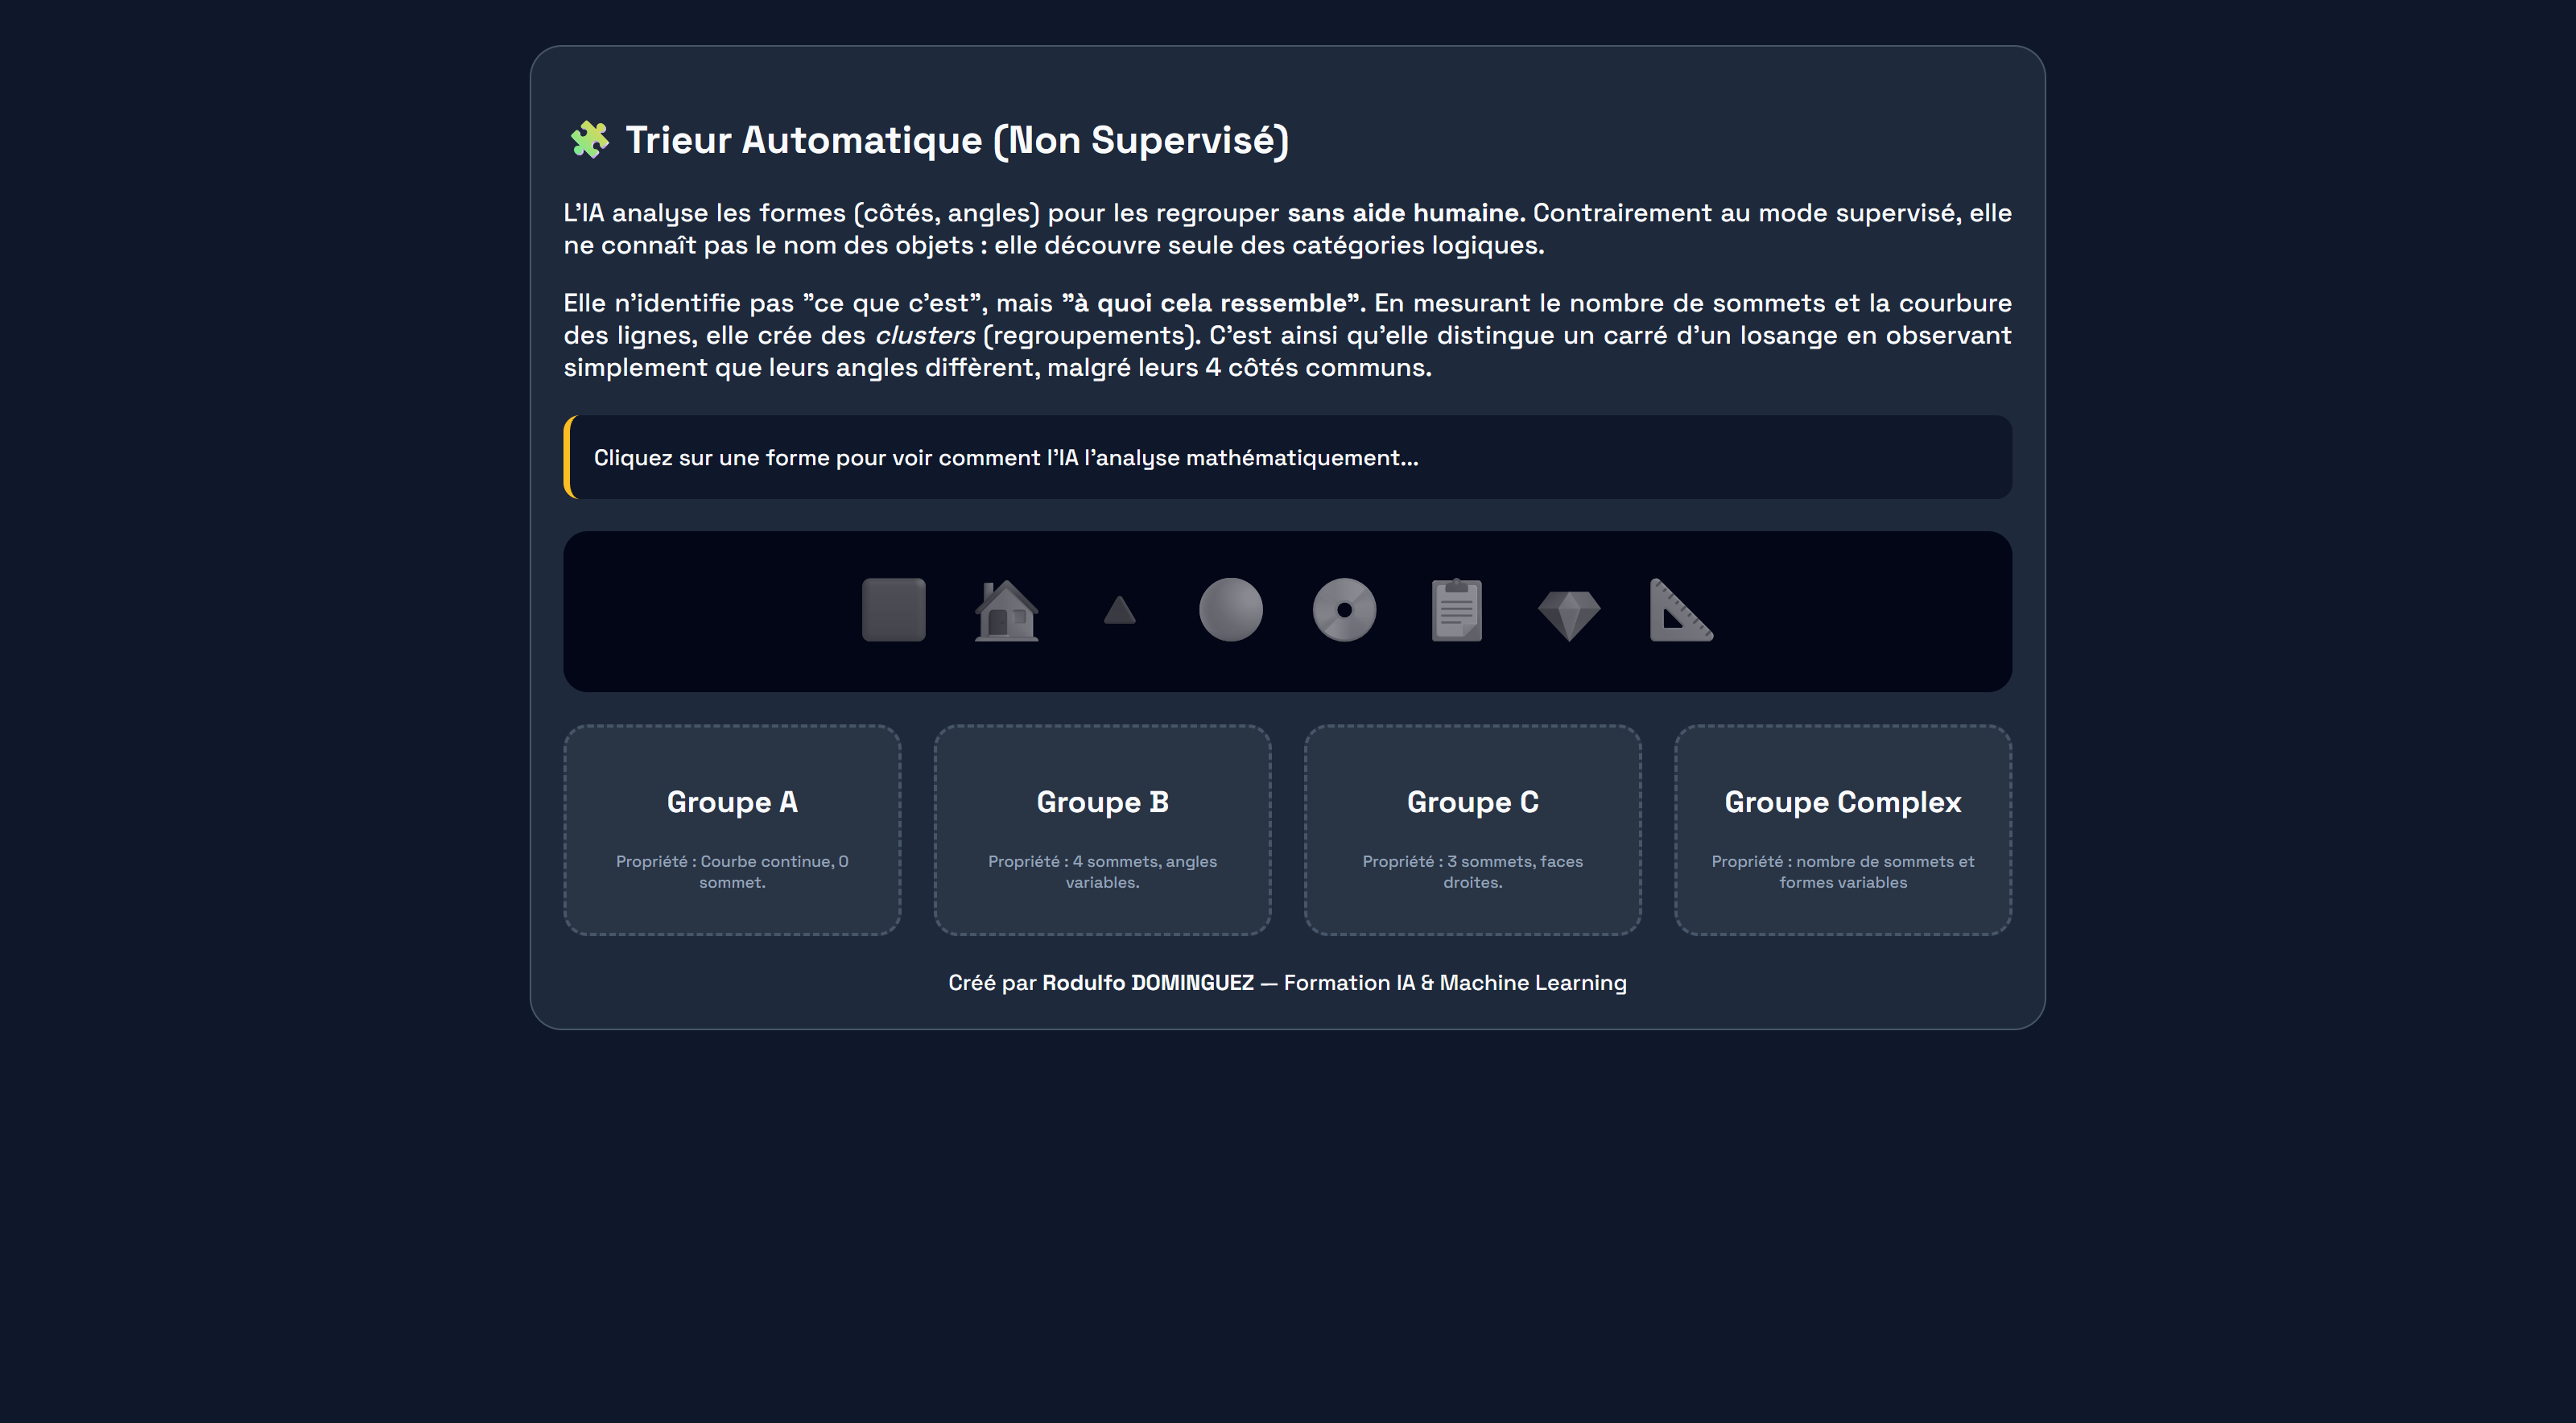 Trieur Automatique (Non Supervisé)
L’IA analyse les formes (côtés, angles) pour les regrouper sans aide humaine. Contrairement au mode supervisé, elle
ne connaît pas le nom des objets : elle découvre seule des catégories logiques.
Elle n’identifie pas ”ce que c’est”, mais ”à quoi cela ressemble”. En mesurant le nombre de sommets et la courbure
des lignes, elle crée des clusters (regroupements). C’est ainsi qu’elle distingue un carré d’un losange en observant
simplement que leurs angles diffèrent, malgré leurs 4 côtés communs.
Cliquez sur une forme pour voir comment l’IA l’analyse mathématiquement...
Groupe A
Propriété : Courbe continue, 0
sommet.
Groupe B
Propriété : 4 sommets, angles
variables.
Groupe C
Propriété : 3 sommets, faces
droites.
Groupe Complex
Propriété : nombre de sommets et
formes variables
Créé par Rodulfo DOMINGUEZ — Formation IA & Machine Learning